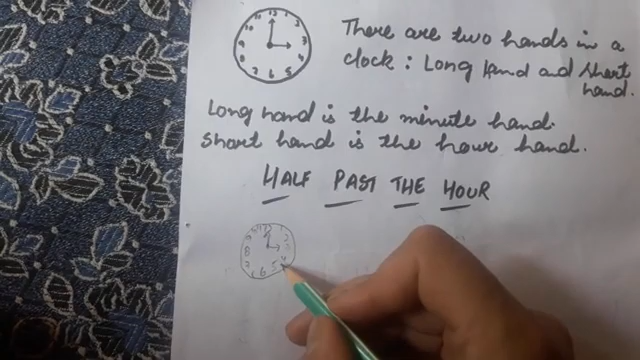 There are two hands in a
clock: Long Hand and Short
hand.
Long hand is the minute hand.
Short hand is the hour hand.
HALF PAST THE HOUR